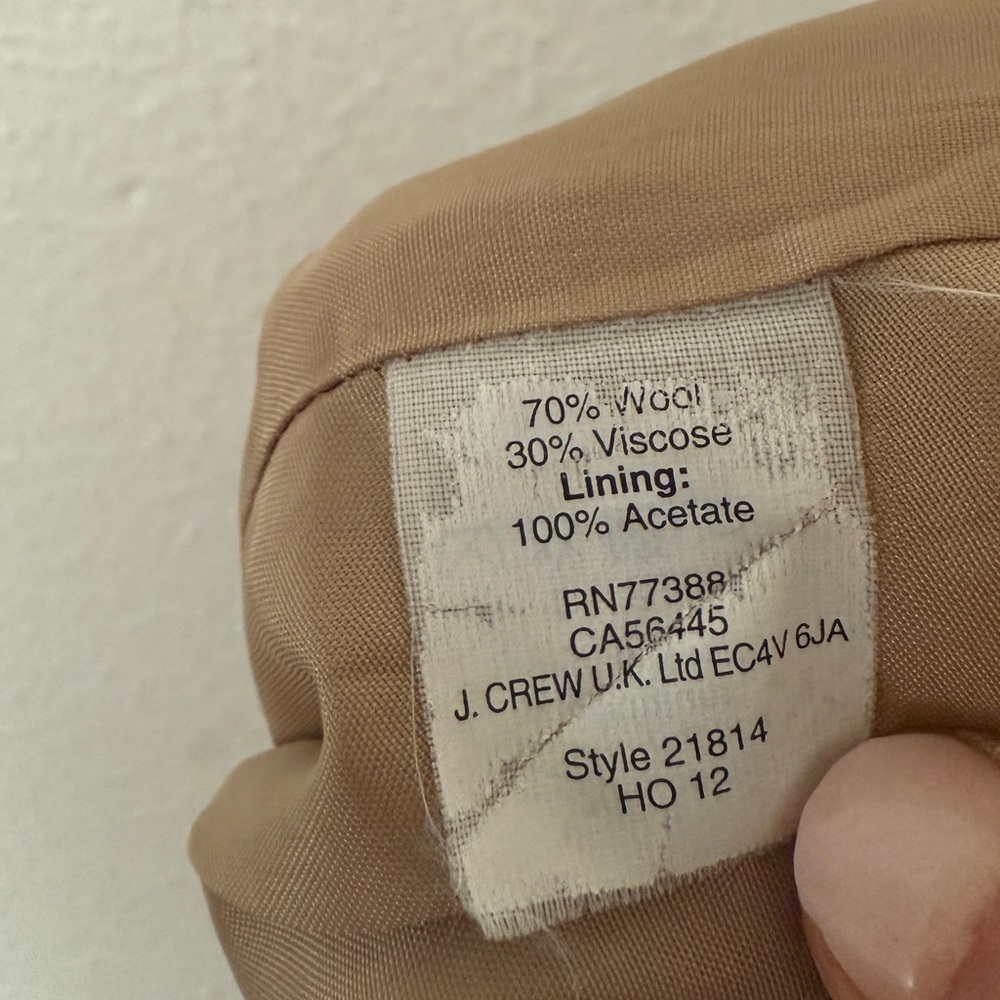 70% Wool
30% Viscose
Lining:
100% Acetate
RN77388
CA56445
J. CREW U.K. Ltd EC4V 6JA
Style 21814
HO 12